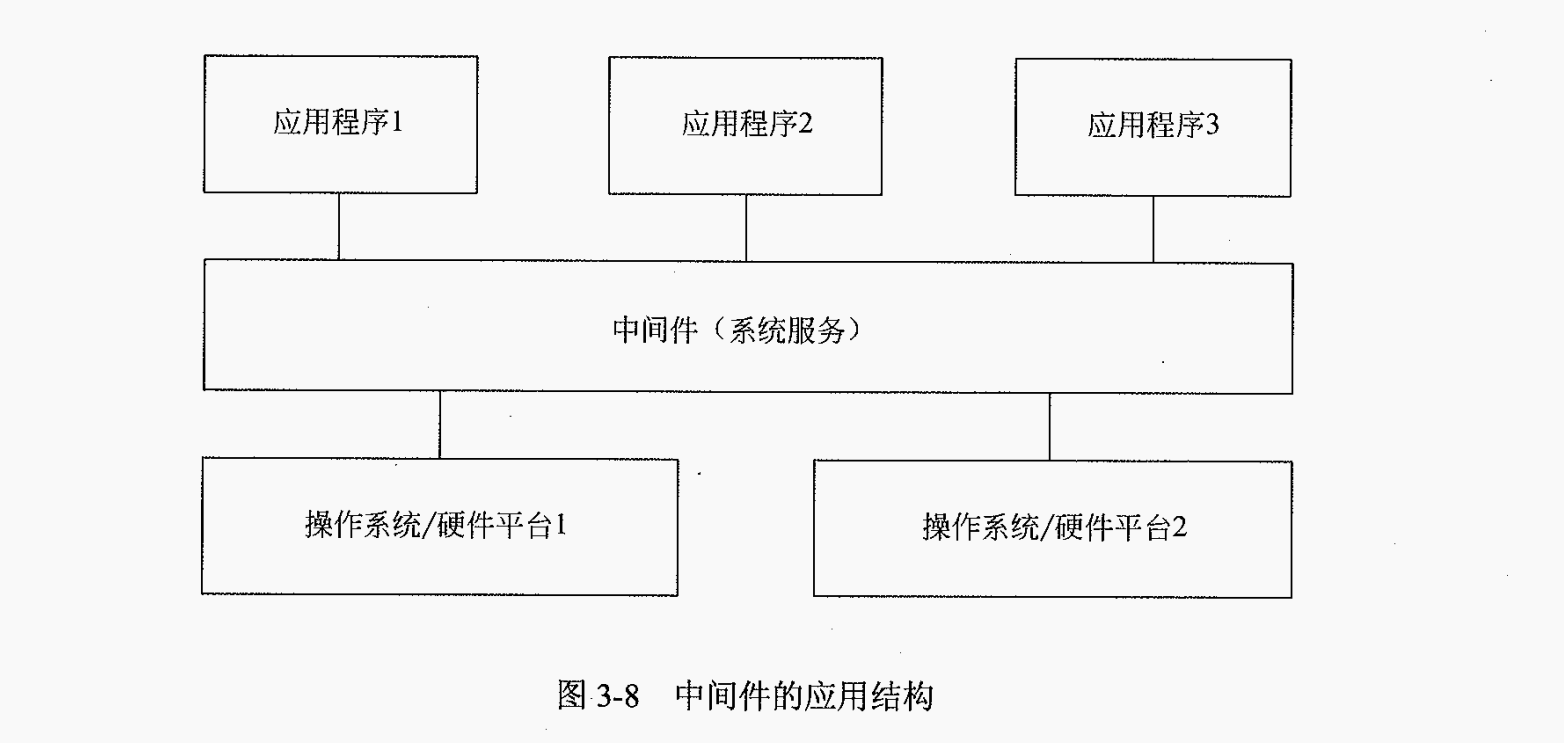 应用程序1 应用程序2 应用程序3
中间件（系统服务）
操作系统/硬件平台1 操作系统/硬件平台2
图3-8 中间件的应用结构